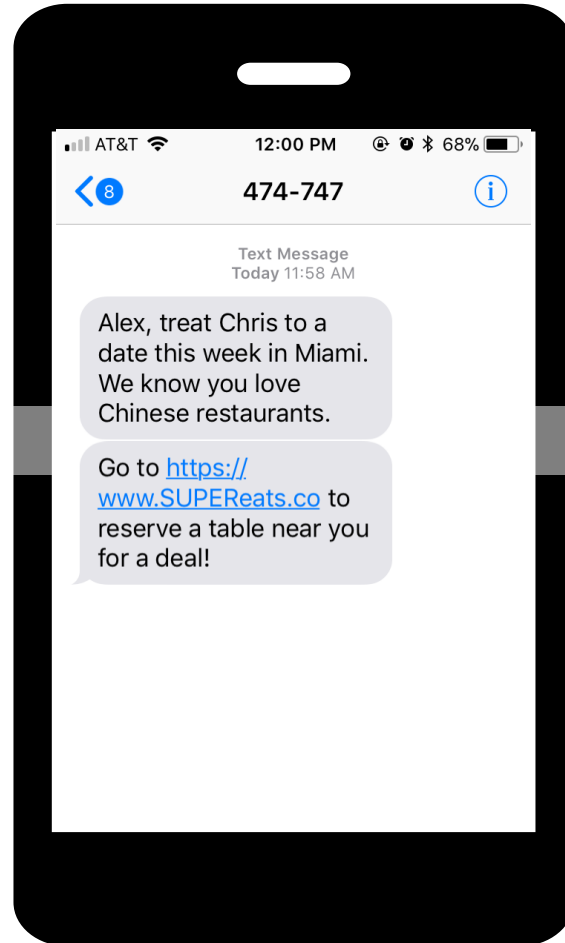 AT&T 12:00 PM 68%
8 474-747 i
Text Message
Today 11:58 AM
Alex, treat Chris to a
date this week in Miami.
We know you love
Chinese restaurants.
Go to https://
www.SUPEReats.co to
reserve a table near you
for a deal!